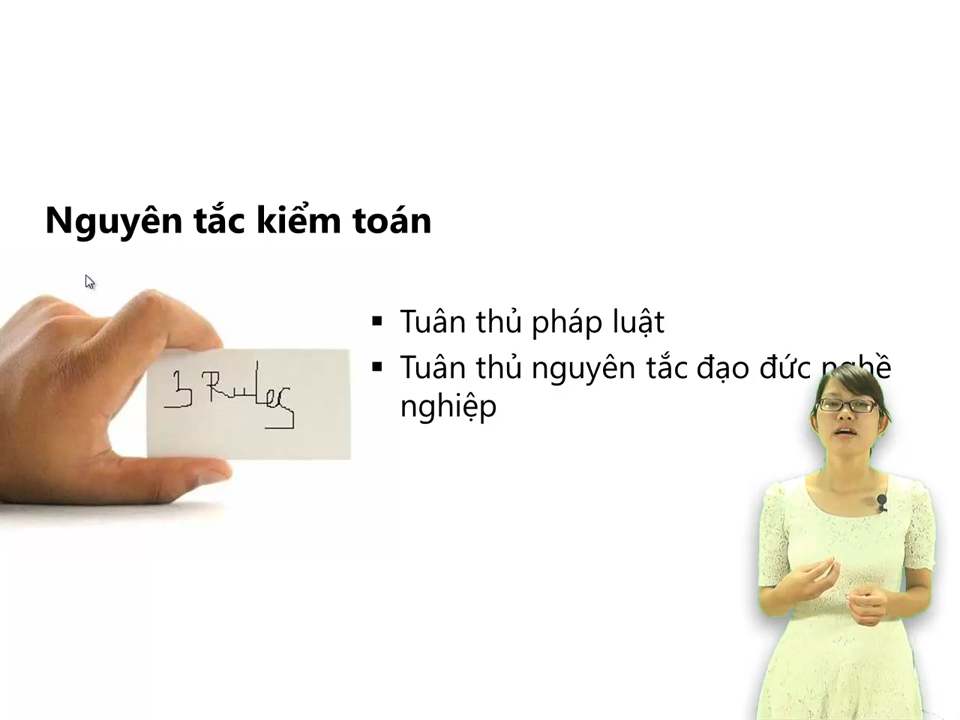 Nguyên tắc kiểm toán
3 Rules
Tuân thủ pháp luật
Tuân thủ nguyên tắc đạo đức nghề
nghiệp